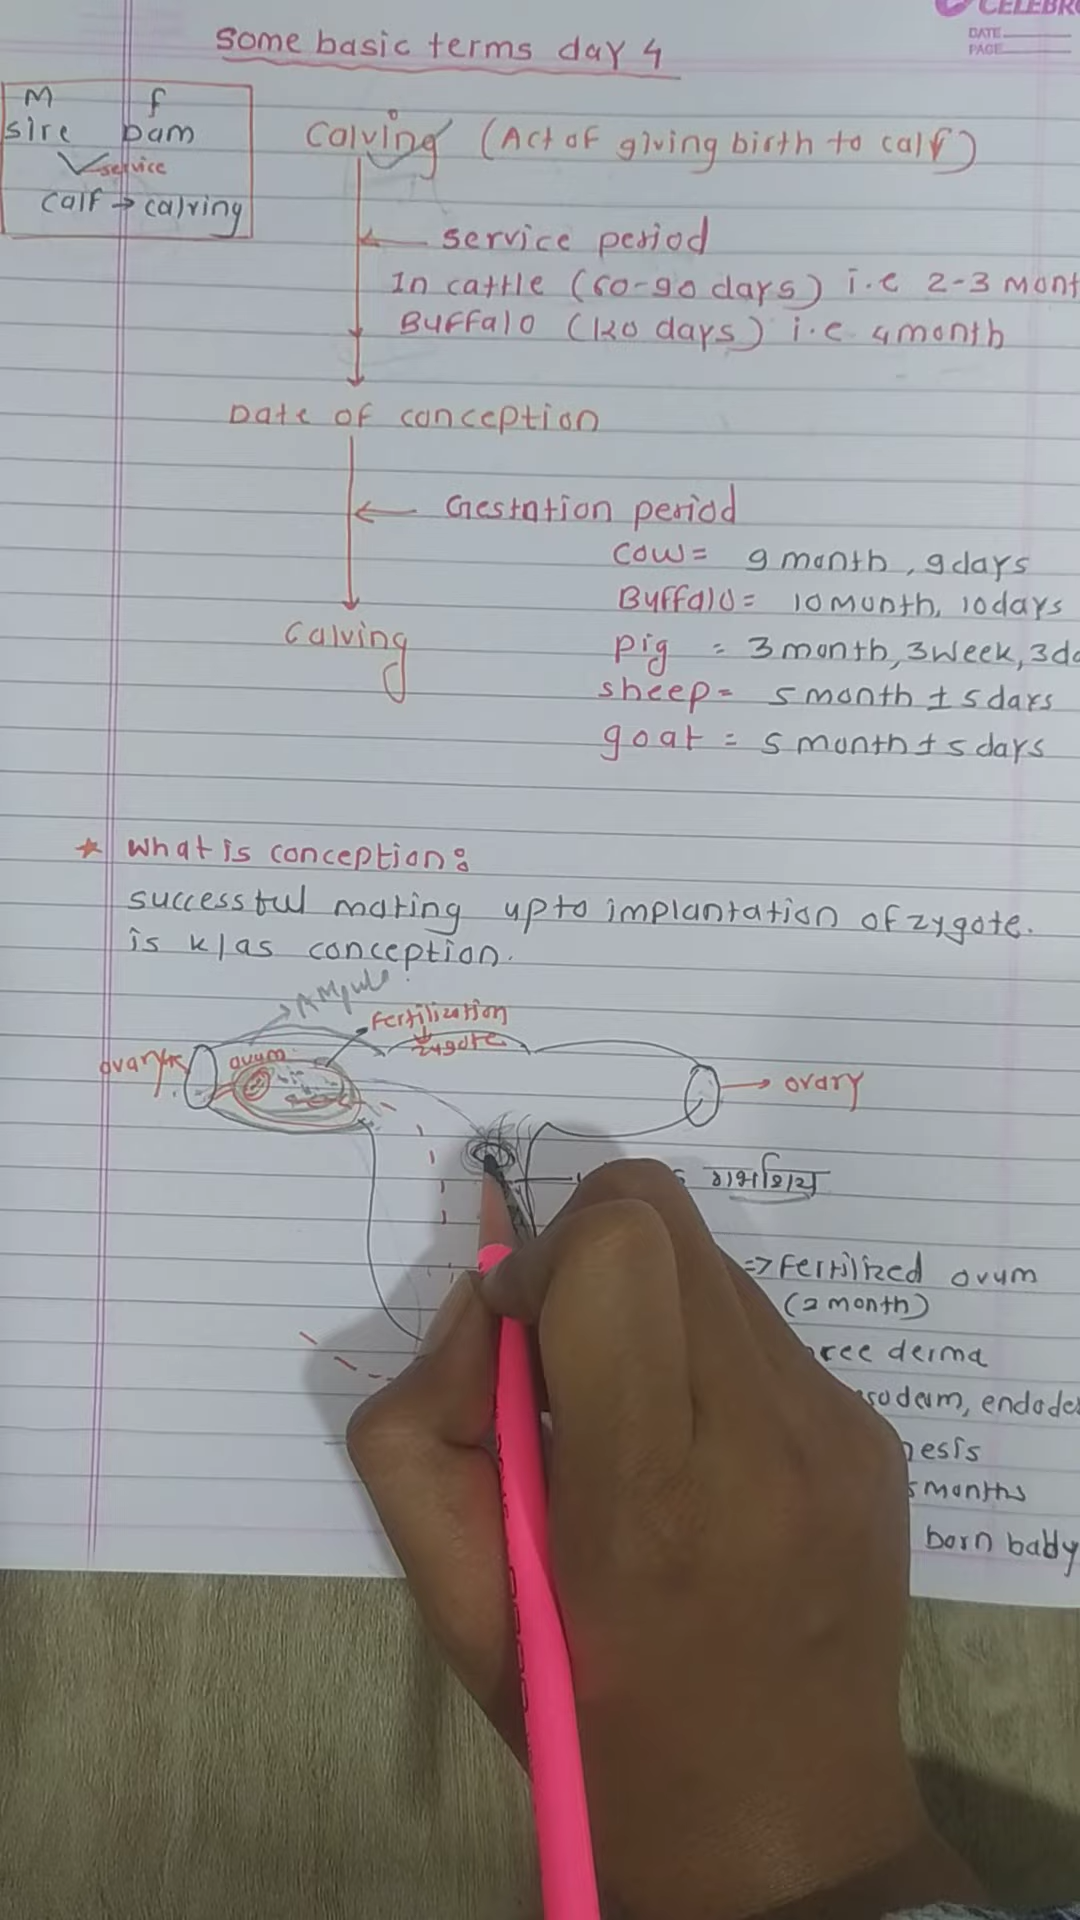 CELEBR
DATE
PAGE
some basic terms day 4
M f
sire Dam
service
calf → calving
Calving (Act of giving birth to calf)
service period
In cattle (60-90 days) i.e 2-3 mont
Buffalo (120 days) i.e 4 month
Date of conception
Gestation period
Cow = 9 month, 9 days
Buffalo = 10 month, 10 days
Calving
pig = 3 month, 3 week, 3 da
sheep = 5 month ± 5 days
goat = 5 month ± 5 days
* What is conception:
successful mating upto implantation of zygote.
is k/as conception.
Fertilization
zygote
ovary
ovum
→ ovary
गर्भाशय
=> Fertilized ovum
(2 month)
ree derma
endode
nesis
months
born baby